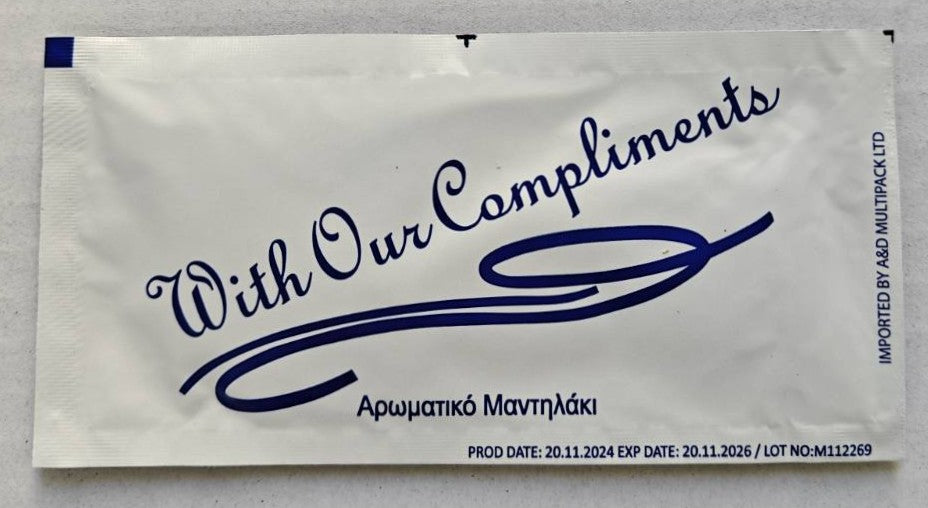 With Our Compliments
Αρωματικό Μαντηλάκι
PROD DATE: 20.11.2024 EXP DATE: 20.11.2026 / LOT NO:M112269
IMPORTED BY A&D MULTIPACK LTD